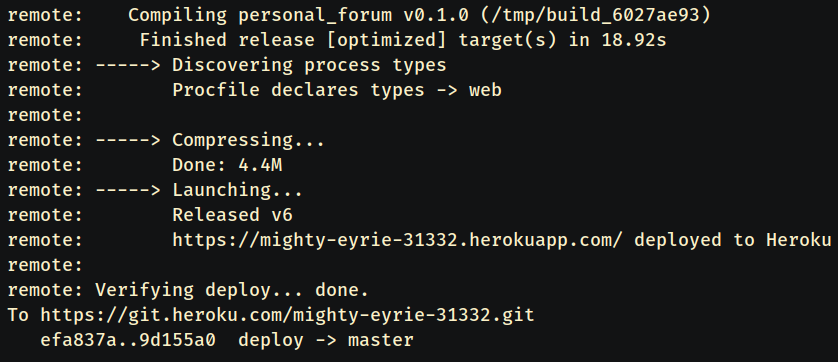 remote:    Compiling personal_forum v0.1.0 (/tmp/build_6027ae93)
remote:     Finished release [optimized] target(s) in 18.92s
remote: -----> Discovering process types
remote:        Procfile declares types -> web
remote:
remote: -----> Compressing...
remote:        Done: 4.4M
remote: -----> Launching...
remote:        Released v6
remote:        https://mighty-eyrie-31332.herokuapp.com/ deployed to Heroku
remote:
remote: Verifying deploy... done.
To https://git.heroku.com/mighty-eyrie-31332.git
   efa837a..9d155a0  deploy -> master